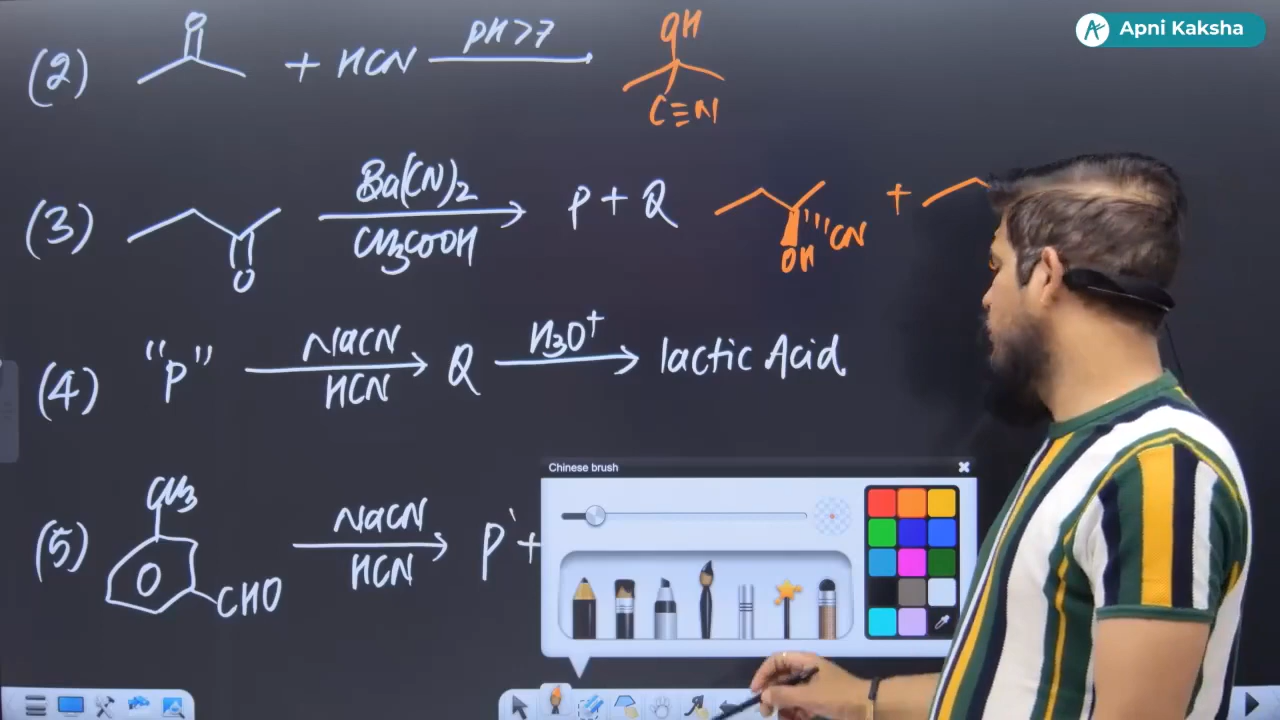 Apni Kaksha
(2) O + HCN pH>7 OH C≡N
(3) O Ba(CN)2 CH3COOH P + Q OH CN +
(4) "P" NaCN HCN Q H3O+ lactic Acid
(5) CH3 CHO NaCN HCN P +
Chinese brush